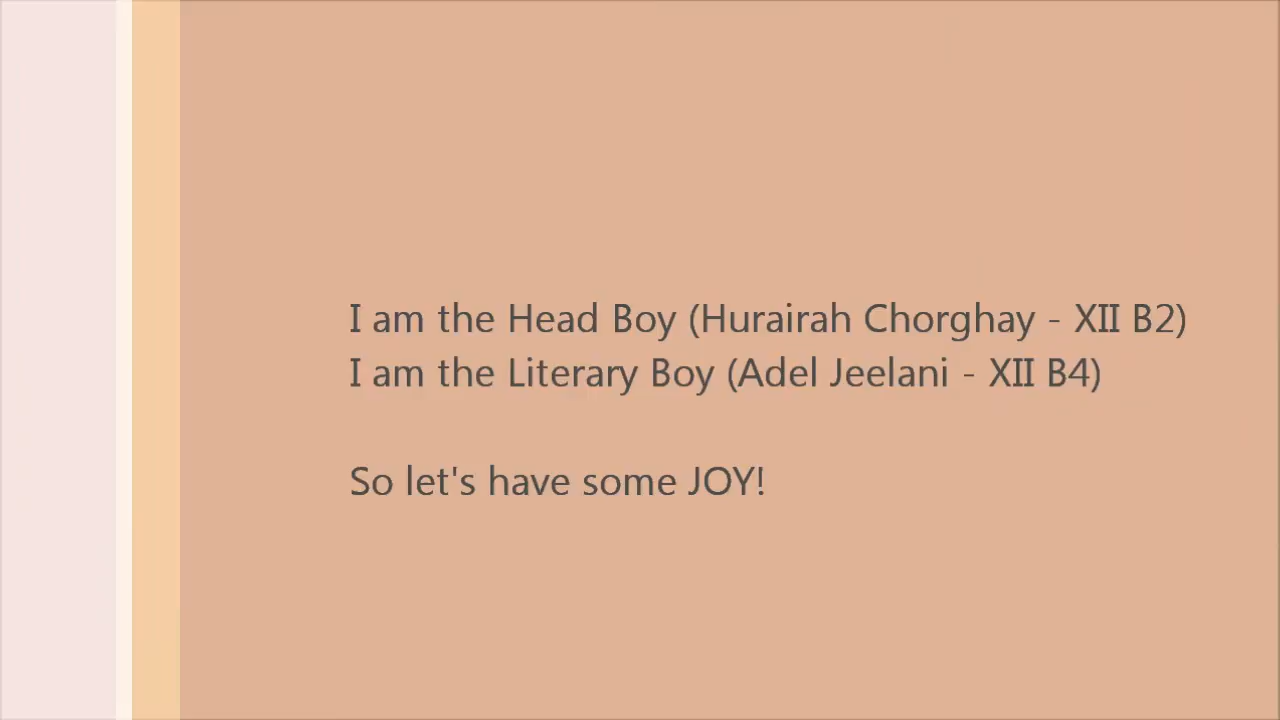 I am the Head Boy (Hurairah Chorghay - XII B2)
I am the Literary Boy (Adel Jeelani - XII B4)
So let's have some JOY!